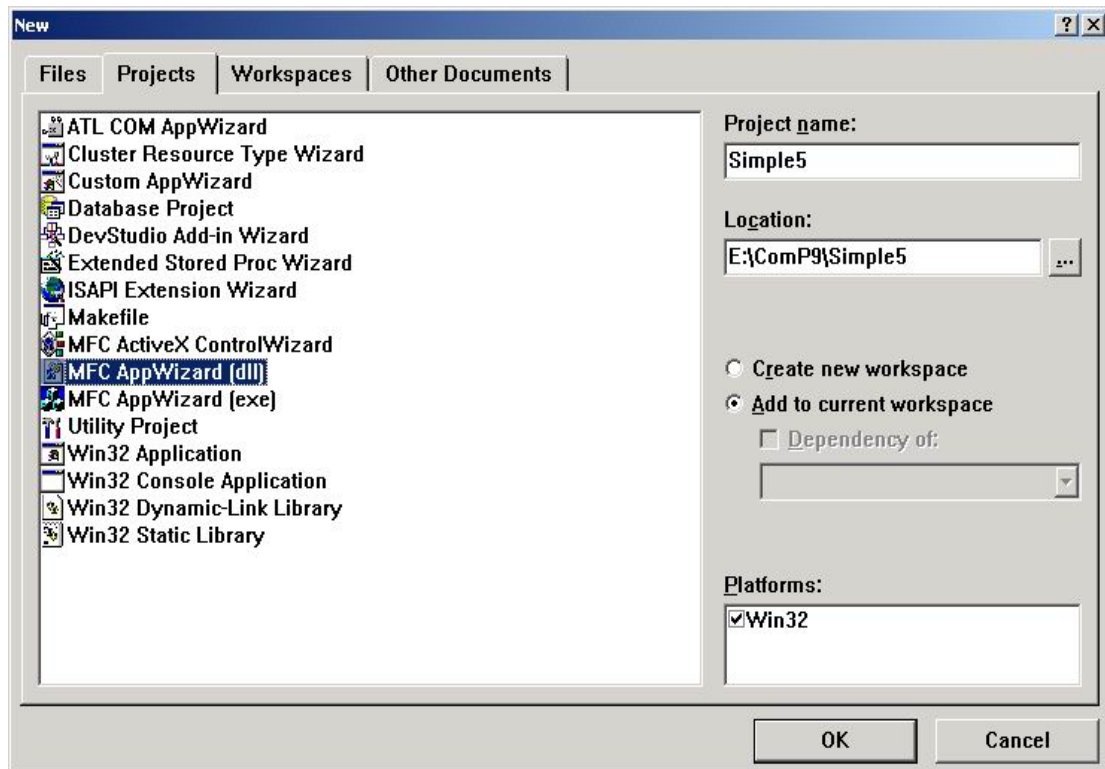 New
Files Projects Workspaces Other Documents
ATL COM AppWizard
Cluster Resource Type Wizard
Custom AppWizard
Database Project
DevStudio Add-in Wizard
Extended Stored Proc Wizard
ISAPI Extension Wizard
Makefile
MFC ActiveX ControlWizard
MFC AppWizard (dll)
MFC AppWizard (exe)
Utility Project
Win32 Application
Win32 Console Application
Win32 Dynamic-Link Library
Win32 Static Library
Project name:
Simple5
Location:
E:\ComP9\Simple5
...
Create new workspace
Add to current workspace
Dependency of:
Platforms:
Win32
OK Cancel